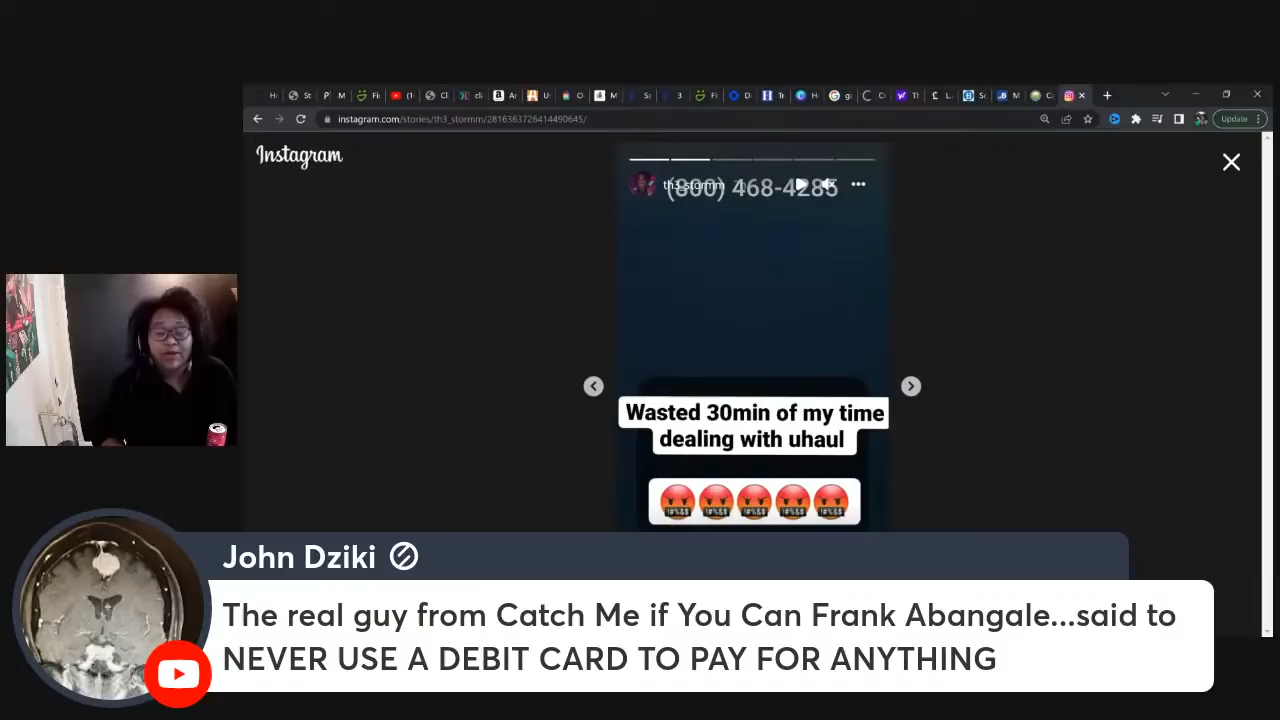 instagram.com/stories/th3_stormm/2816363726414490645/
Update
Instagram
th3_stormm
(800) 468-4285
Wasted 30min of my time
dealing with uhaul
John Dziki
The real guy from Catch Me if You Can Frank Abangale...said to
NEVER USE A DEBIT CARD TO PAY FOR ANYTHING